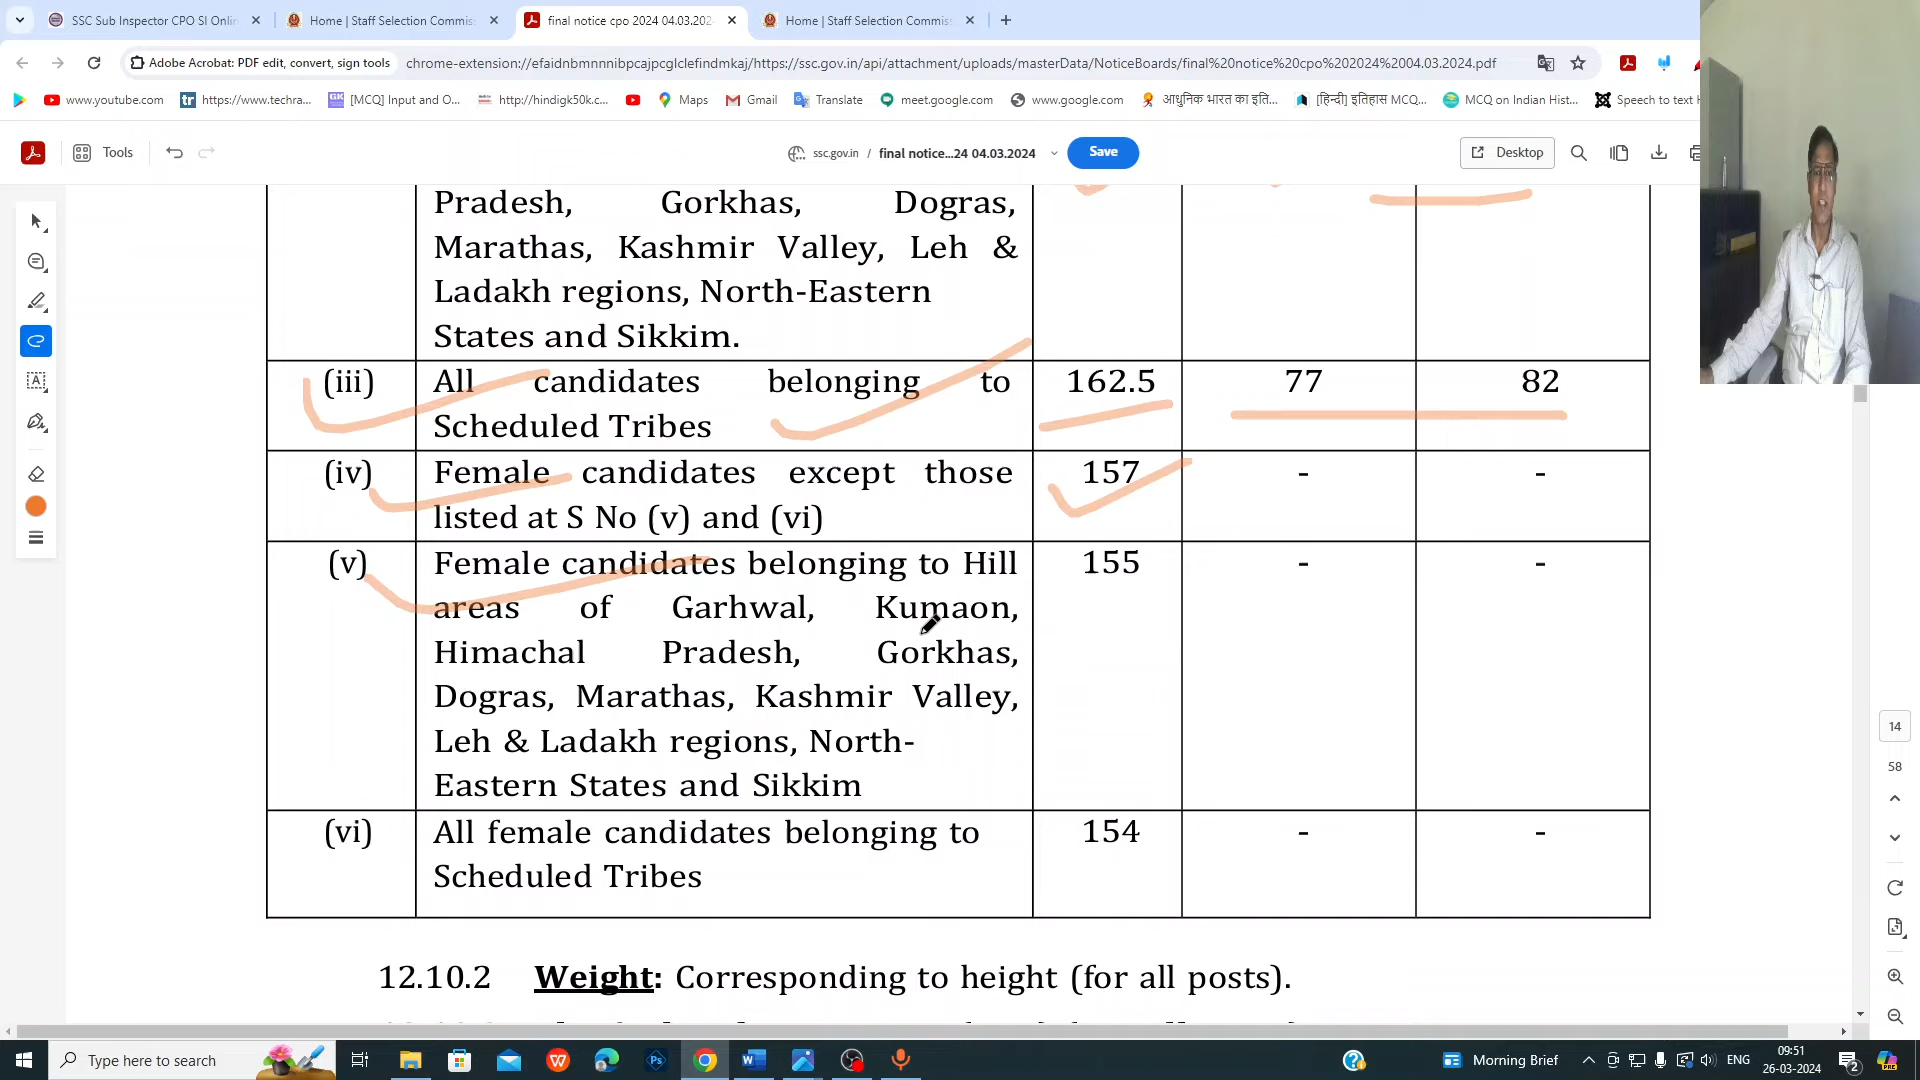 SSC Sub Inspector CPO SI Onlin
Home | Staff Selection Commiss
final notice cpo 2024 04.03.202
Home | Staff Selection Commiss
Adobe Acrobat: PDF edit, convert, sign tools
chrome-extension://efaidnbmnnnibpcajpcglclefindmkaj/https://ssc.gov.in/api/attachment/uploads/masterData/NoticeBoards/final%20notice%20cpo%202024%2004.03.2024.pdf
www.youtube.com
https://www.techra...
[MCQ] Input and O...
http://hindigk50k.c...
Maps
Gmail
Translate
meet.google.com
www.google.com
आधुनिक भारत का इति...
[हिन्दी] इतिहास MCQ...
MCQ on Indian Hist...
Speech to text
Tools
ssc.gov.in / final notice...24 04.03.2024
Save
Desktop
Pradesh, Gorkhas, Dogras,
Marathas, Kashmir Valley, Leh &
Ladakh regions, North-Eastern
States and Sikkim.
(iii) All candidates belonging to 162.5 77 82
Scheduled Tribes
(iv) Female candidates except those 157 - -
listed at S No (v) and (vi)
(v) Female candidates belonging to Hill 155 - -
areas of Garhwal, Kumaon,
Himachal Pradesh, Gorkhas,
Dogras, Marathas, Kashmir Valley,
Leh & Ladakh regions, North-
Eastern States and Sikkim
(vi) All female candidates belonging to 154 - -
Scheduled Tribes
12.10.2 Weight: Corresponding to height (for all posts).
14
58
Type here to search
Morning Brief
ENG
09:51
26-03-2024
2